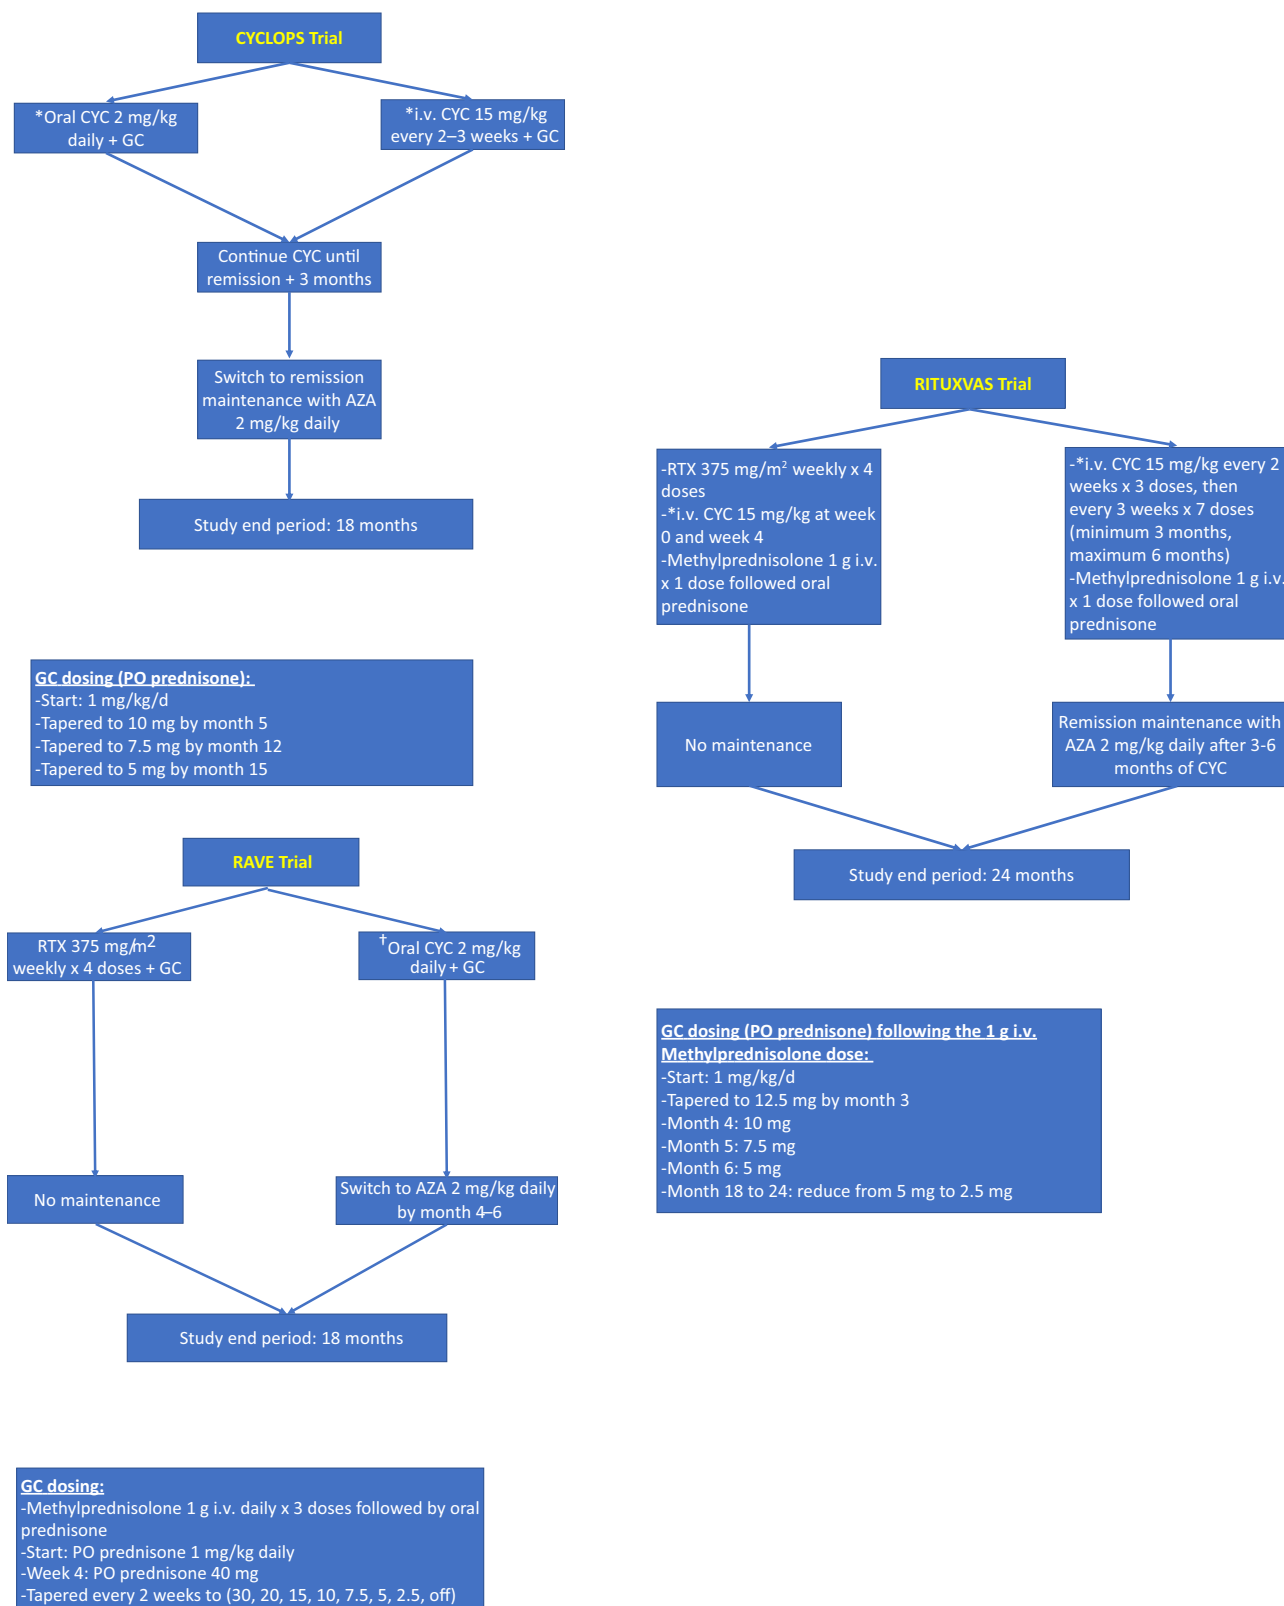 CYCLOPS Trial
*Oral CYC 2 mg/kg
daily + GC
*i.v. CYC 15 mg/kg
every 2–3 weeks + GC
Continue CYC until
remission + 3 months
Switch to remission
maintenance with AZA
2 mg/kg daily
Study end period: 18 months
GC dosing (PO prednisone):
-Start: 1 mg/kg/d
-Tapered to 10 mg by month 5
-Tapered to 7.5 mg by month 12
-Tapered to 5 mg by month 15
RITUXVAS Trial
-RTX 375 mg/m² weekly x 4
doses
-*i.v. CYC 15 mg/kg at week
0 and week 4
-Methylprednisolone 1 g i.v.
x 1 dose followed oral
prednisone
-*i.v. CYC 15 mg/kg every 2
weeks x 3 doses, then
every 3 weeks x 7 doses
(minimum 3 months,
maximum 6 months)
-Methylprednisolone 1 g i.v.
x 1 dose followed oral
prednisone
No maintenance
Remission maintenance with
AZA 2 mg/kg daily after 3-6
months of CYC
Study end period: 24 months
GC dosing (PO prednisone) following the 1 g i.v.
Methylprednisolone dose:
-Start: 1 mg/kg/d
-Tapered to 12.5 mg by month 3
-Month 4: 10 mg
-Month 5: 7.5 mg
-Month 6: 5 mg
-Month 18 to 24: reduce from 5 mg to 2.5 mg
RAVE Trial
RTX 375 mg/m²
weekly x 4 doses + GC
†Oral CYC 2 mg/kg
daily + GC
No maintenance
Switch to AZA 2 mg/kg daily
by month 4–6
Study end period: 18 months
GC dosing:
-Methylprednisolone 1 g i.v. daily x 3 doses followed by oral
prednisone
-Start: PO prednisone 1 mg/kg daily
-Week 4: PO prednisone 40 mg
-Tapered every 2 weeks to (30, 20, 15, 10, 7.5, 5, 2.5, off)